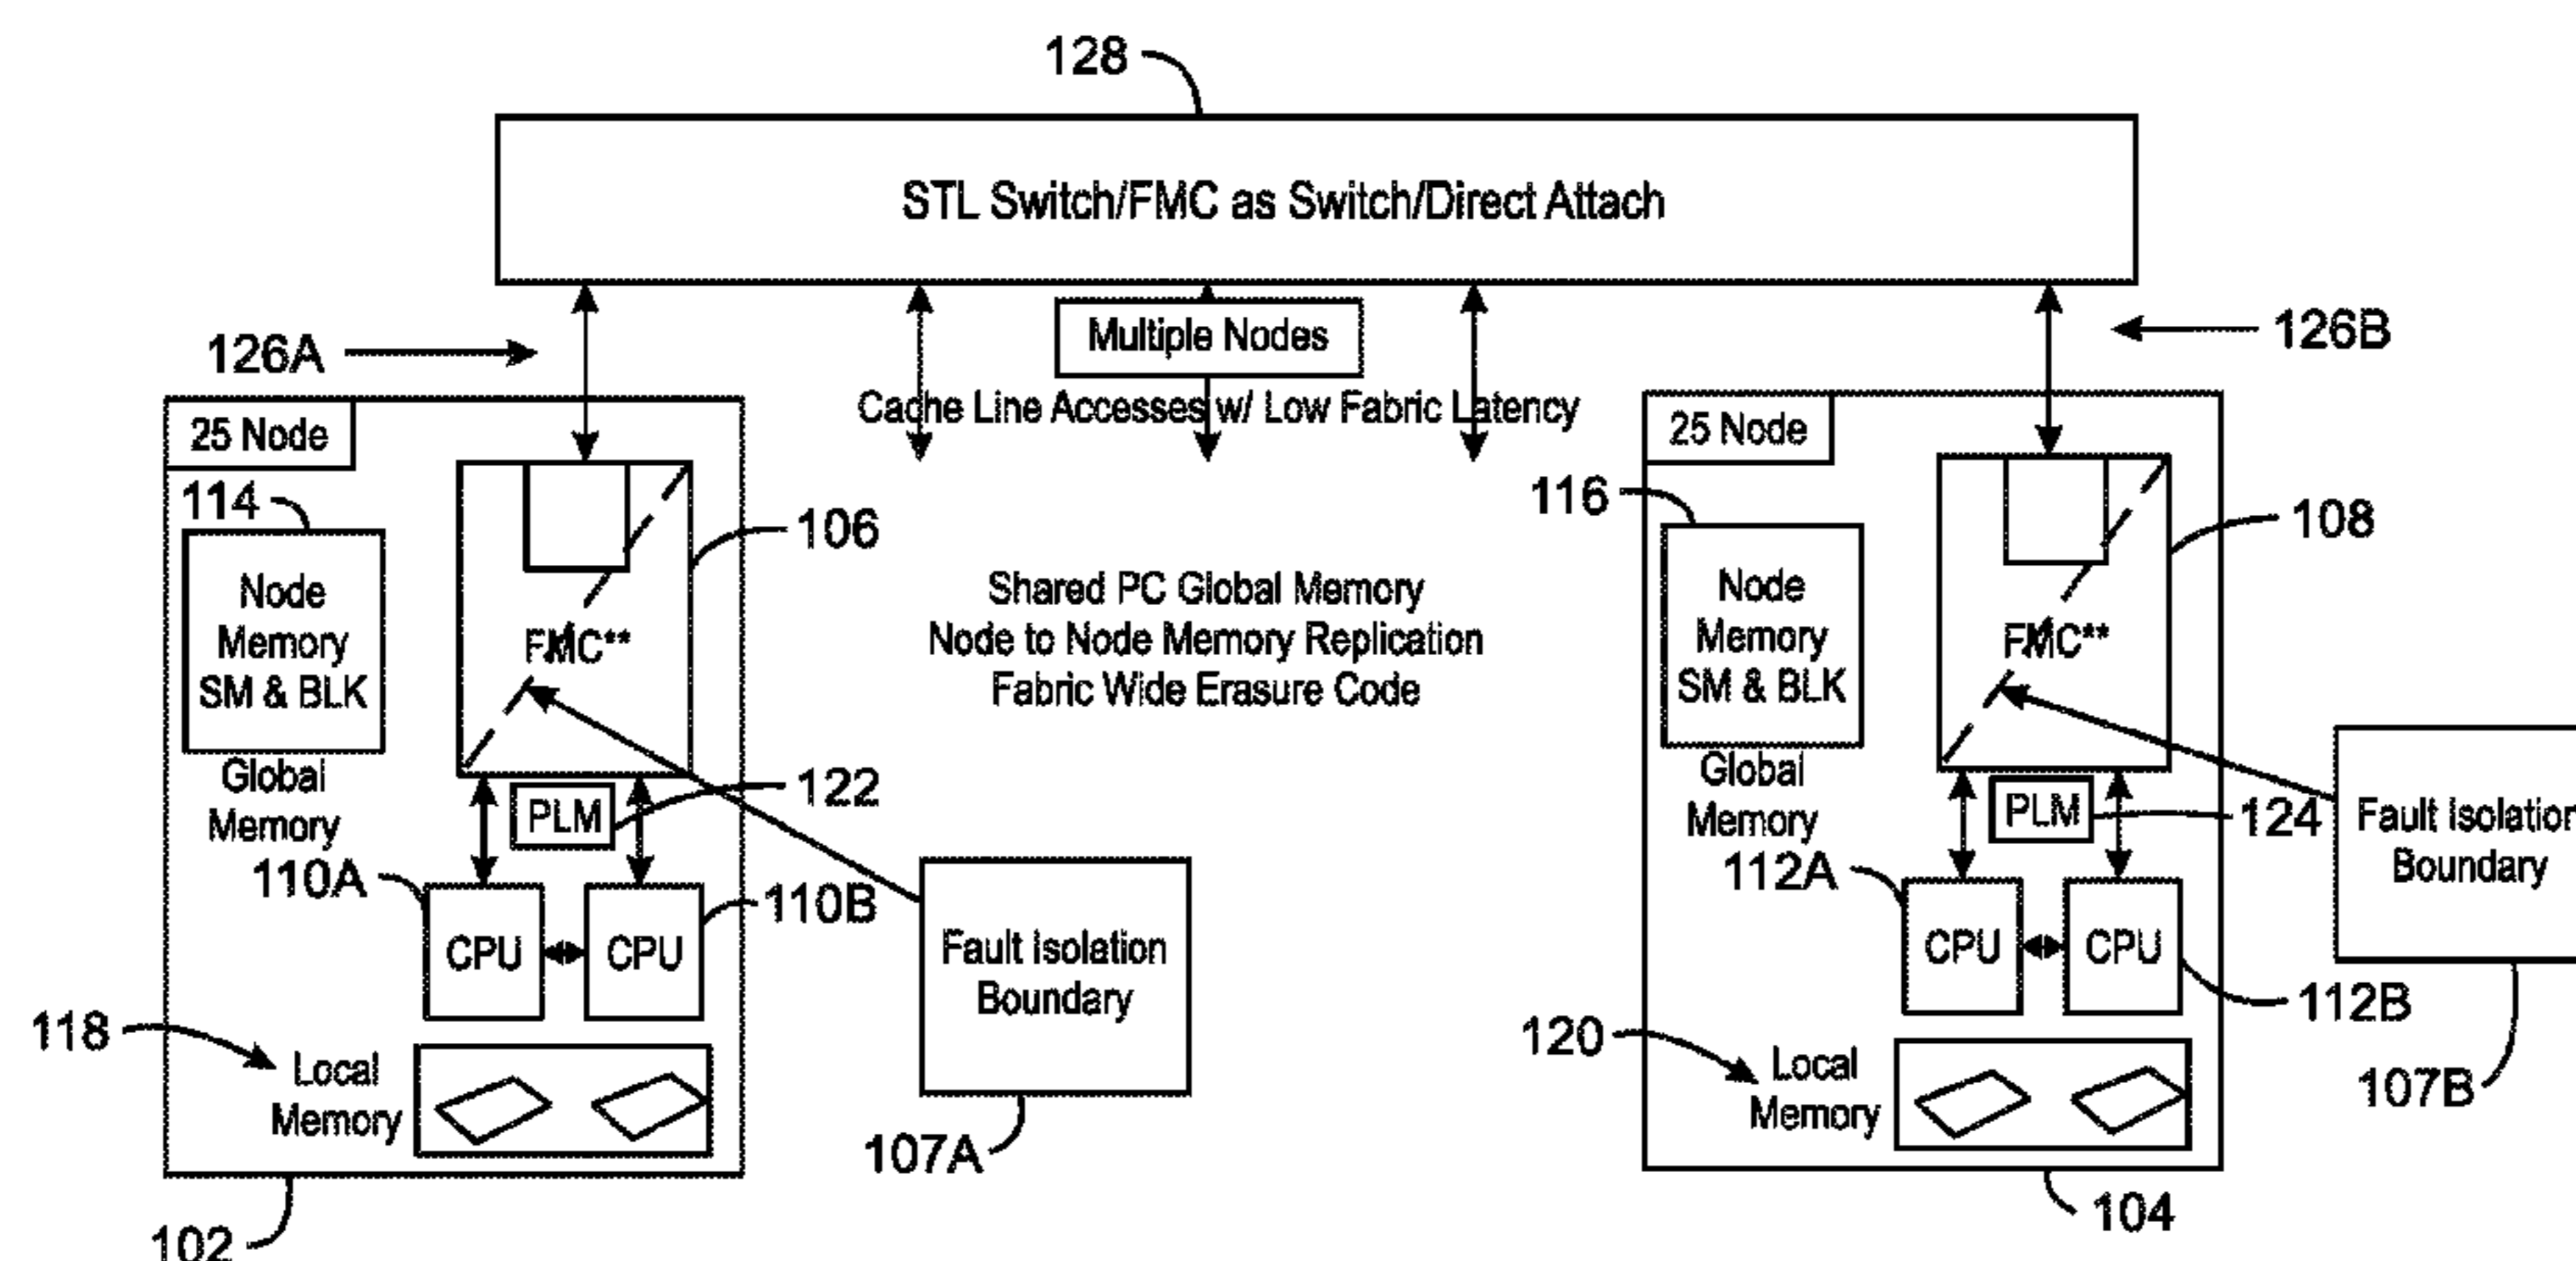 128
STL Switch/FMC as Switch/Direct Attach
126A
Multiple Nodes
126B
Cache Line Accesses w/ Low Fabric Latency
25 Node
114
Node
Memory
SM & BLK
Global
Memory
FMC**
106
PLM
122
110A
110B
CPU
CPU
118
Local
Memory
102
Shared PC Global Memory
Node to Node Memory Replication
Fabric Wide Erasure Code
Fault Isolation
Boundary
107A
25 Node
116
Node
Memory
SM & BLK
Global
Memory
FMC**
108
PLM
124
112A
112B
CPU
CPU
120
Local
Memory
104
Fault Isolation
Boundary
107B